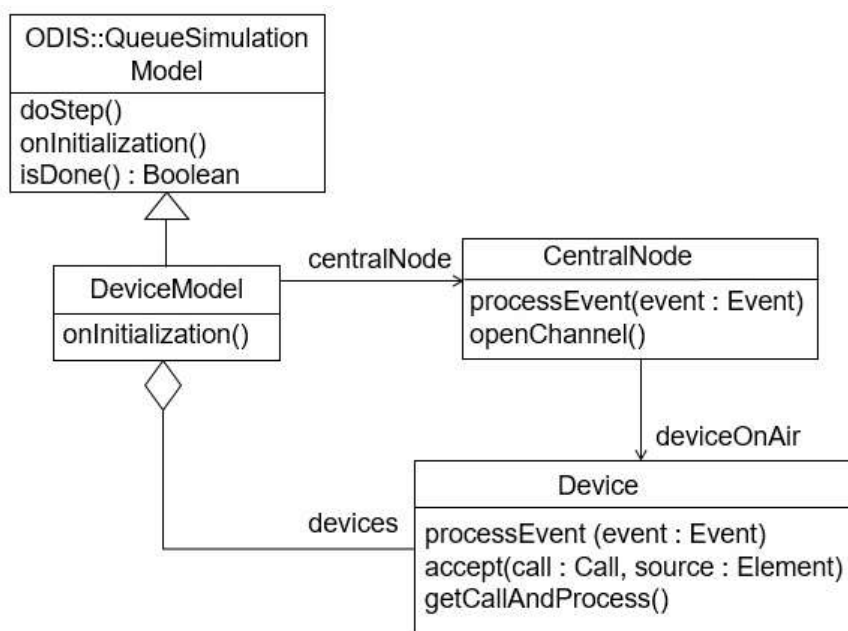 ODIS::QueueSimulation
Model
doStep()
onInitialization()
isDone() : Boolean
DeviceModel
onInitialization()
centralNode
CentralNode
processEvent(event : Event)
openChannel()
deviceOnAir
devices
Device
processEvent (event : Event)
accept(call : Call, source : Element)
getCallAndProcess()